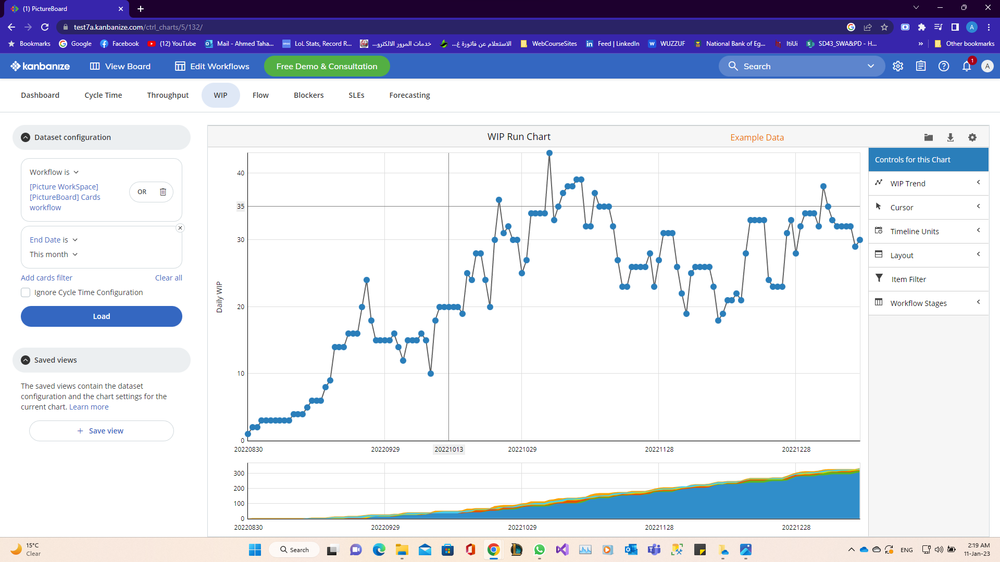 (1) PictureBoard
test7a.kanbanize.com/ctrl_charts/5/132/
Bookmarks
Google
Facebook
(12) YouTube
Mail - Ahmed Taha...
LoL Stats, Record R...
خدمات المرور الالكترو...
الاستعلام عن فاتورة غ...
WebCourseSites
Feed | LinkedIn
WUZZUF
National Bank of Eg...
ItiUi
SD43_SWA&PD - H...
»
Other bookmarks
kanbanize
View Board
Edit Workflows
Free Demo & Consultation
Search
1
A
Dashboard
Cycle Time
Throughput
WIP
Flow
Blockers
SLEs
Forecasting
Dataset configuration
Workflow is
[Picture WorkSpace]
[PictureBoard] Cards
workflow
OR
End Date is
This month
Add cards filter
Clear all
Ignore Cycle Time Configuration
Load
Saved views
The saved views contain the dataset
configuration and the chart settings for the
current chart. Learn more
+ Save view
WIP Run Chart
Example Data
Daily WIP
40
35
30
20
10
0
20220830
20220929
20221013
20221029
20221128
20221228
300
200
100
0
20220830
20220929
20221029
20221128
20221228
Controls for this Chart
WIP Trend
Cursor
Timeline Units
Layout
Item Filter
Workflow Stages
15°C
Clear
Search
ENG
2:19 AM
11-Jan-23